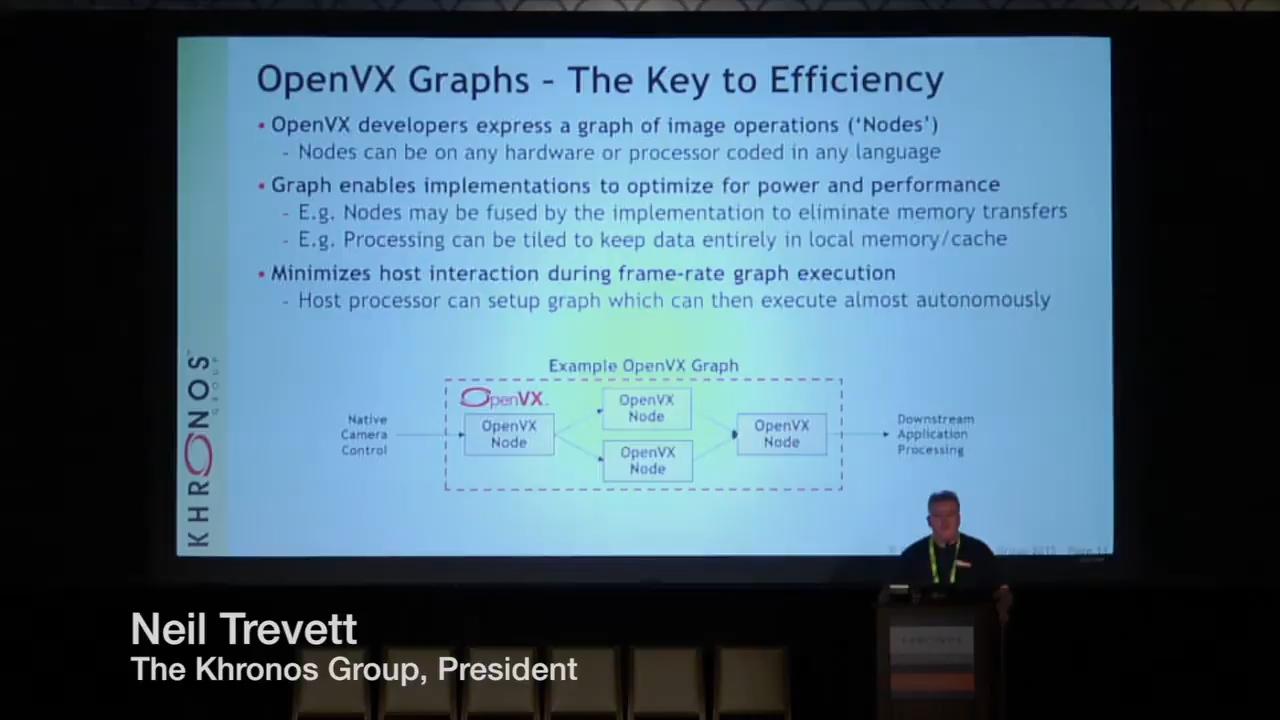 OpenVX Graphs – The Key to Efficiency
• OpenVX developers express a graph of image operations (‘Nodes’)
- Nodes can be on any hardware or processor coded in any language
• Graph enables implementations to optimize for power and performance
- E.g. Nodes may be fused by the implementation to eliminate memory transfers
- E.g. Processing can be tiled to keep data entirely in local memory/cache
• Minimizes host interaction during frame-rate graph execution
- Host processor can setup graph which can then execute almost autonomously
Example OpenVX Graph
OpenVX
Native
Camera
Control
OpenVX
Node
OpenVX
Node
OpenVX
Node
OpenVX
Node
Downstream
Application
Processing
KHRONOS
GROUP
Neil Trevett
The Khronos Group, President